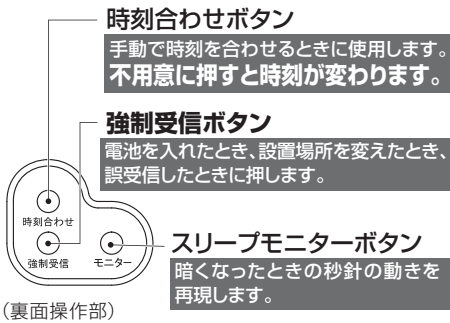 時刻合わせボタン
手動で時刻を合わせるときに使用します。
不用意に押すと時刻が変わります。
強制受信ボタン
電池を入れたとき、設置場所を変えたとき、
誤受信したときに押します。
時刻合わせ
強制受信
モニター
スリープモニターボタン
暗くなったときの秒針の動きを
再現します。
(裏面操作部)